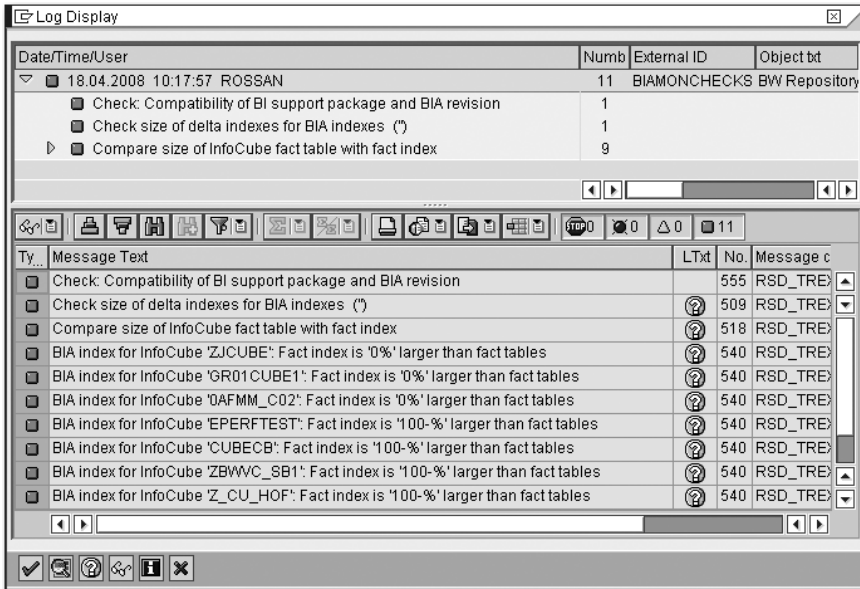 Log Display
Date/Time/User Numb External ID Object txt
18.04.2008 10:17:57 ROSSAN 11 BIAMONCHECKS BW Repository
Check: Compatibility of BI support package and BIA revision 1
Check size of delta indexes for BIA indexes (") 1
Compare size of InfoCube fact table with fact index 9
STOP 0 0 0 11
Ty... Message Text LTxt No. Message c
Check: Compatibility of BI support package and BIA revision 555 RSD_TREX
Check size of delta indexes for BIA indexes (") 509 RSD_TREX
Compare size of InfoCube fact table with fact index 518 RSD_TREX
BIA index for InfoCube 'ZJCUBE': Fact index is '0%' larger than fact tables 540 RSD_TREX
BIA index for InfoCube 'GR01CUBE1': Fact index is '0%' larger than fact tables 540 RSD_TREX
BIA index for InfoCube '0AFMM_C02': Fact index is '0%' larger than fact tables 540 RSD_TREX
BIA index for InfoCube 'EPERFTEST': Fact index is '100-%' larger than fact tables 540 RSD_TREX
BIA index for InfoCube 'CUBECB': Fact index is '100-%' larger than fact tables 540 RSD_TREX
BIA index for InfoCube 'ZBWVC_SB1': Fact index is '100-%' larger than fact tables 540 RSD_TREX
BIA index for InfoCube 'Z_CU_HOF': Fact index is '100-%' larger than fact tables 540 RSD_TREX